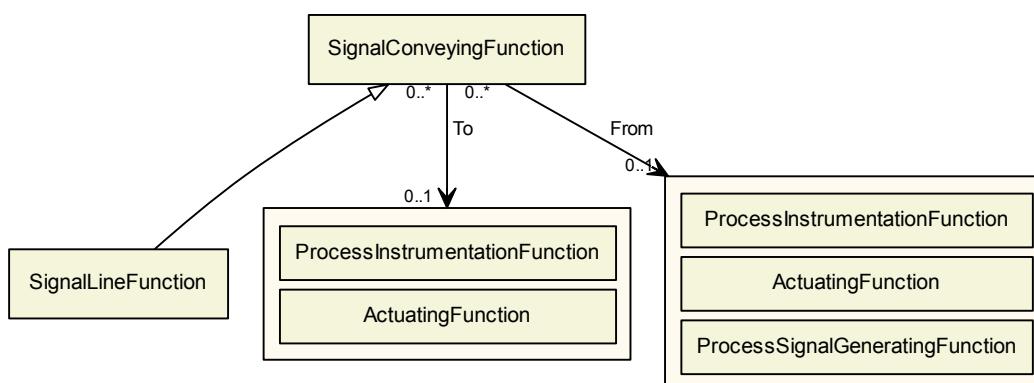 SignalConveyingFunction
0..*
0..*
To
From
0..1
0..1
ProcessInstrumentationFunction
ActuatingFunction
ProcessInstrumentationFunction
ActuatingFunction
ProcessSignalGeneratingFunction
SignalLineFunction